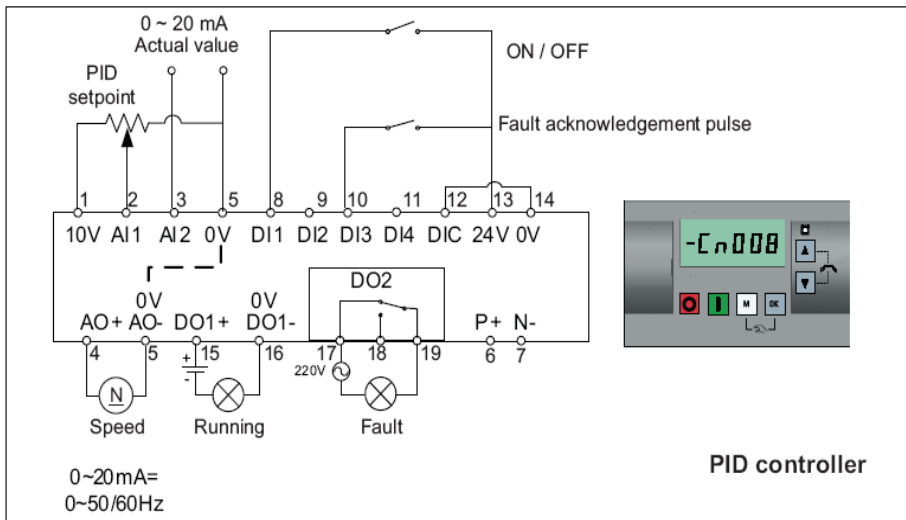 0 ~ 20 mA
Actual value
PID
setpoint
ON / OFF
Fault acknowledgement pulse
1 2 3 5 8 9 10 11 12 13 14
10V AI1 AI2 0V DI1 DI2 DI3 DI4 DIC 24V 0V
-Cn008
M OK
0V 0V DO2
AO+ AO- DO1+ DO1- P+ N-
4 5 15 16 17 18 19 6 7
+
-
220V
N
Speed Running Fault
0~20mA=
0~50/60Hz
PID controller